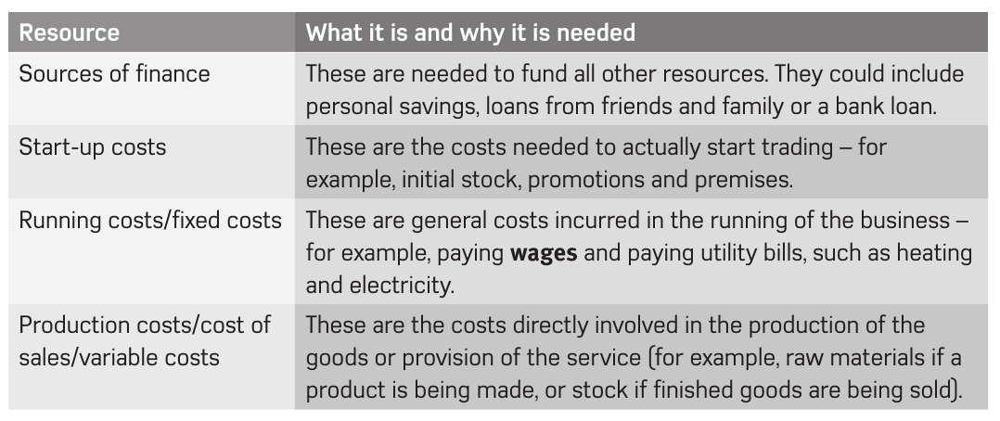 Resource
What it is and why it is needed
Sources of finance
These are needed to fund all other resources. They could include
personal savings, loans from friends and family or a bank loan.
Start-up costs
These are the costs needed to actually start trading – for
example, initial stock, promotions and premises.
Running costs/fixed costs
These are general costs incurred in the running of the business –
for example, paying wages and paying utility bills, such as heating
and electricity.
Production costs/cost of
sales/variable costs
These are the costs directly involved in the production of the
goods or provision of the service (for example, raw materials if a
product is being made, or stock if finished goods are being sold).